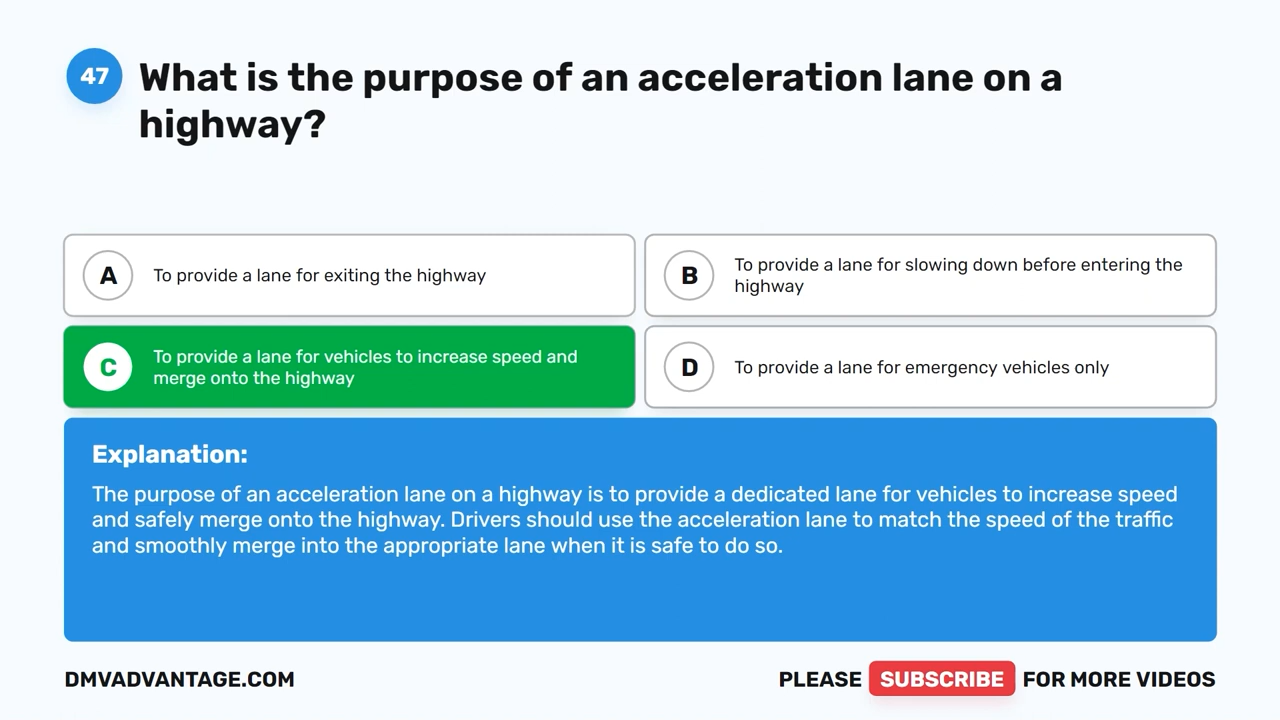 47
What is the purpose of an acceleration lane on a
highway?
A
To provide a lane for exiting the highway
B
To provide a lane for slowing down before entering the
highway
C
To provide a lane for vehicles to increase speed and
merge onto the highway
D
To provide a lane for emergency vehicles only
Explanation:
The purpose of an acceleration lane on a highway is to provide a dedicated lane for vehicles to increase speed
and safely merge onto the highway. Drivers should use the acceleration lane to match the speed of the traffic
and smoothly merge into the appropriate lane when it is safe to do so.
DMVADVANTAGE.COM
PLEASE SUBSCRIBE FOR MORE VIDEOS